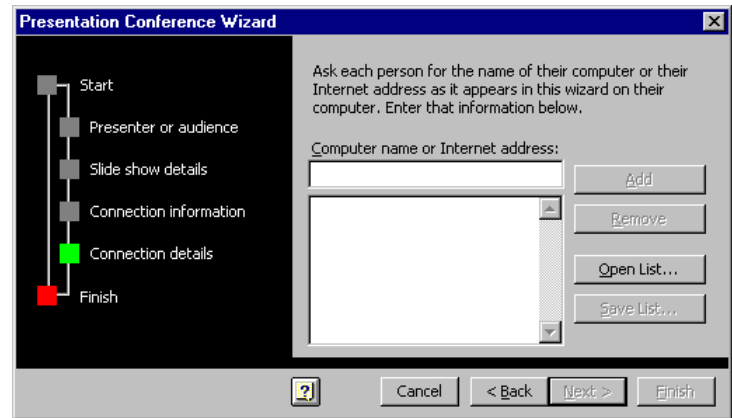 Presentation Conference Wizard
Start
Presenter or audience
Slide show details
Connection information
Connection details
Finish
Ask each person for the name of their computer or their
Internet address as it appears in this wizard on their
computer. Enter that information below.
Computer name or Internet address:
Add
Remove
Open List...
Save List...
Cancel
< Back
Next >
Finish